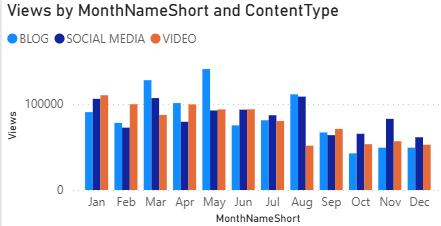 Views by MonthNameShort and ContentType
BLOG SOCIAL MEDIA VIDEO
100000
0
Views
Jan Feb Mar Apr May Jun Jul Aug Sep Oct Nov Dec
MonthNameShort